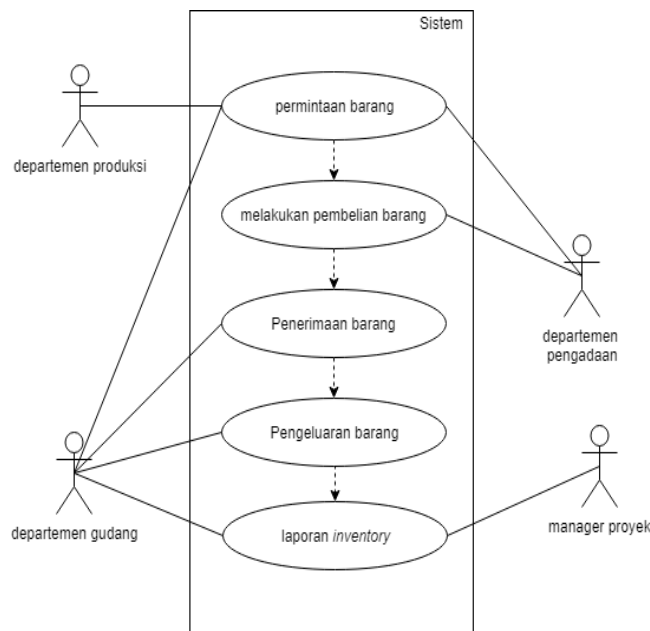 Sistem
permintaan barang
departemen produksi
melakukan pembelian barang
Penerimaan barang
departemen
pengadaan
Pengeluaran barang
departemen gudang
laporan inventory
manager proyek